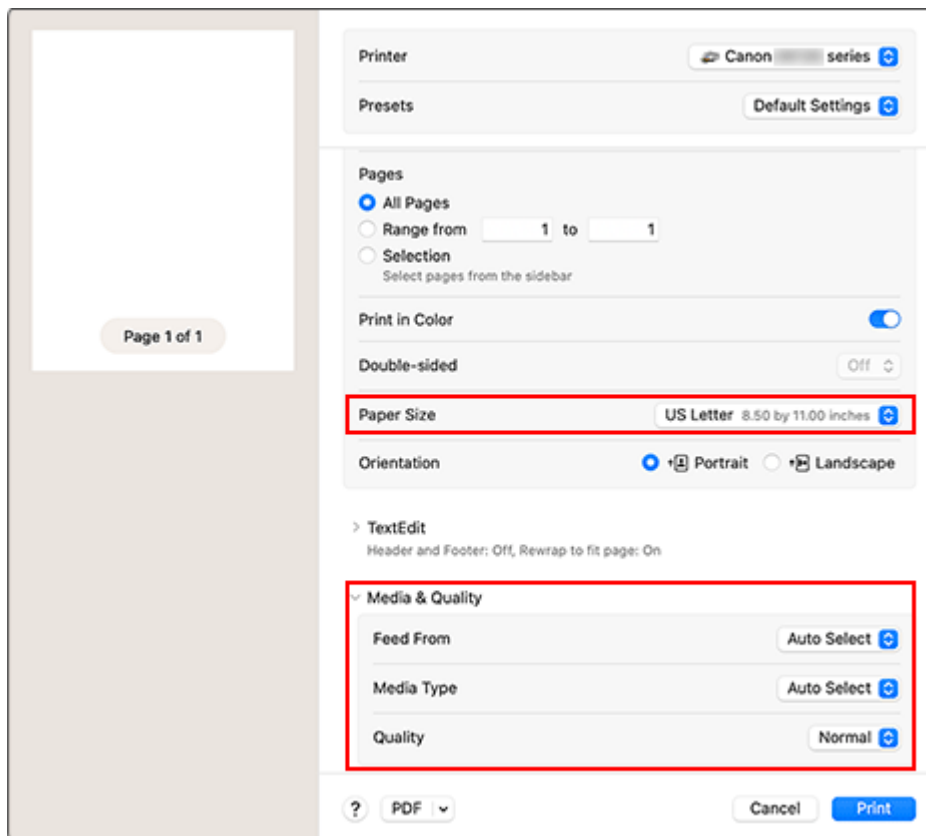 Page 1 of 1
Printer Canon series
Presets Default Settings
Pages
All Pages
Range from 1 to 1
Selection
Select pages from the sidebar
Print in Color
Double-sided Off
Paper Size US Letter 8.50 by 11.00 inches
Orientation Portrait Landscape
TextEdit
Header and Footer: Off, Rewrap to fit page: On
Media & Quality
Feed From Auto Select
Media Type Auto Select
Quality Normal
? PDF Cancel Print